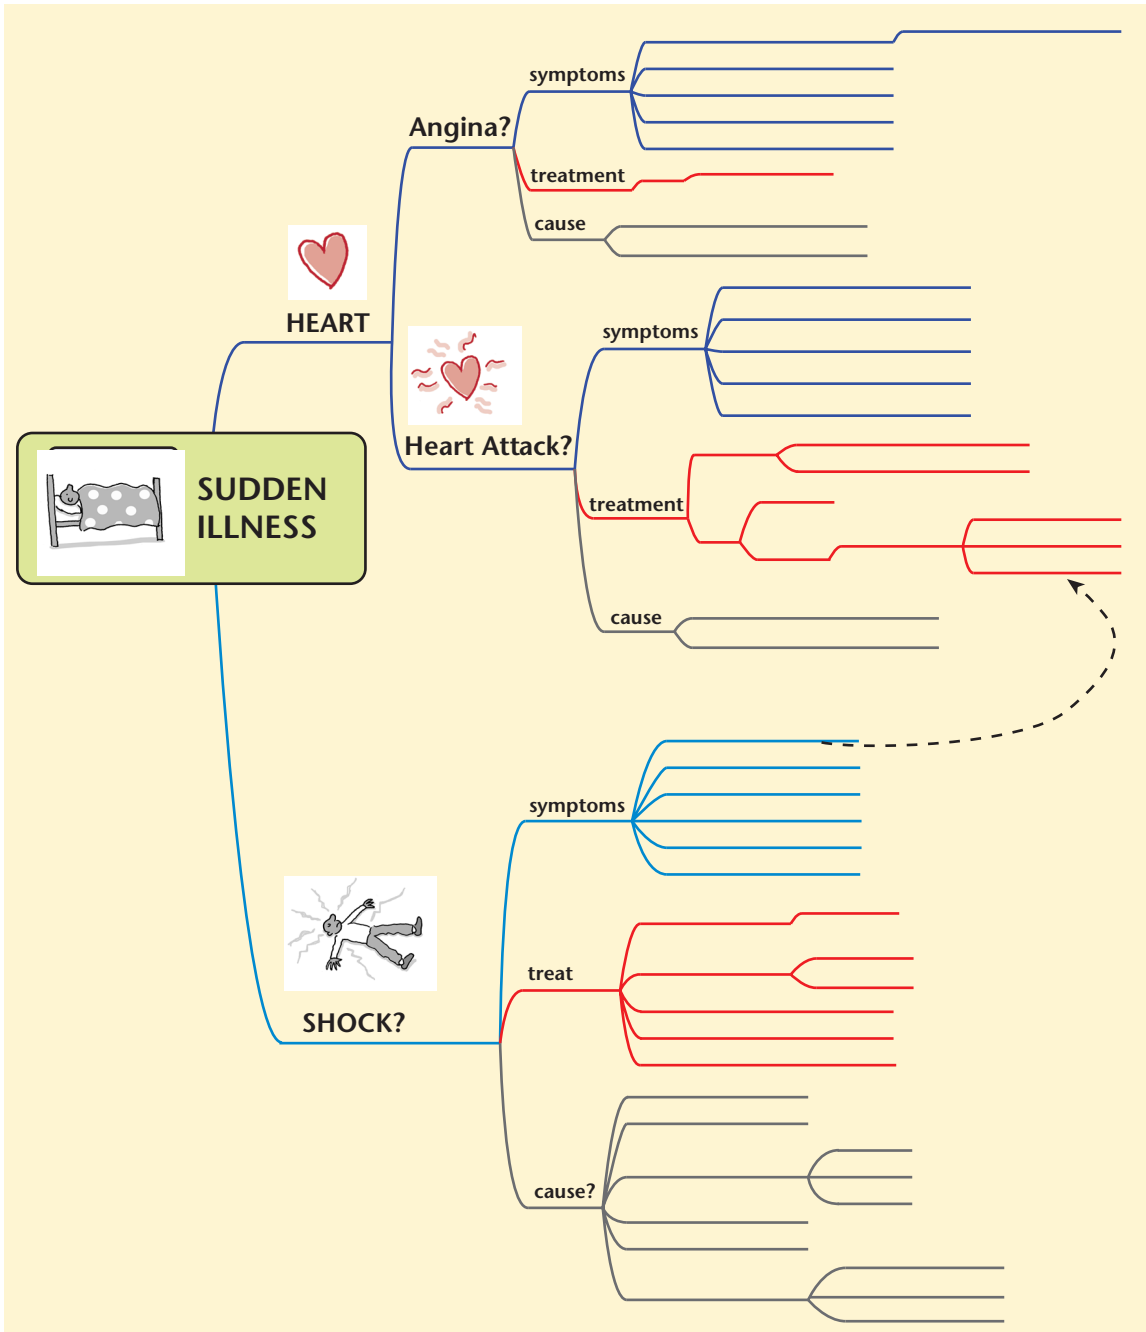 symptoms
Angina?
treatment
cause
HEART
symptoms
Heart Attack?
treatment
cause
SUDDEN
ILLNESS
symptoms
treat
SHOCK?
cause?